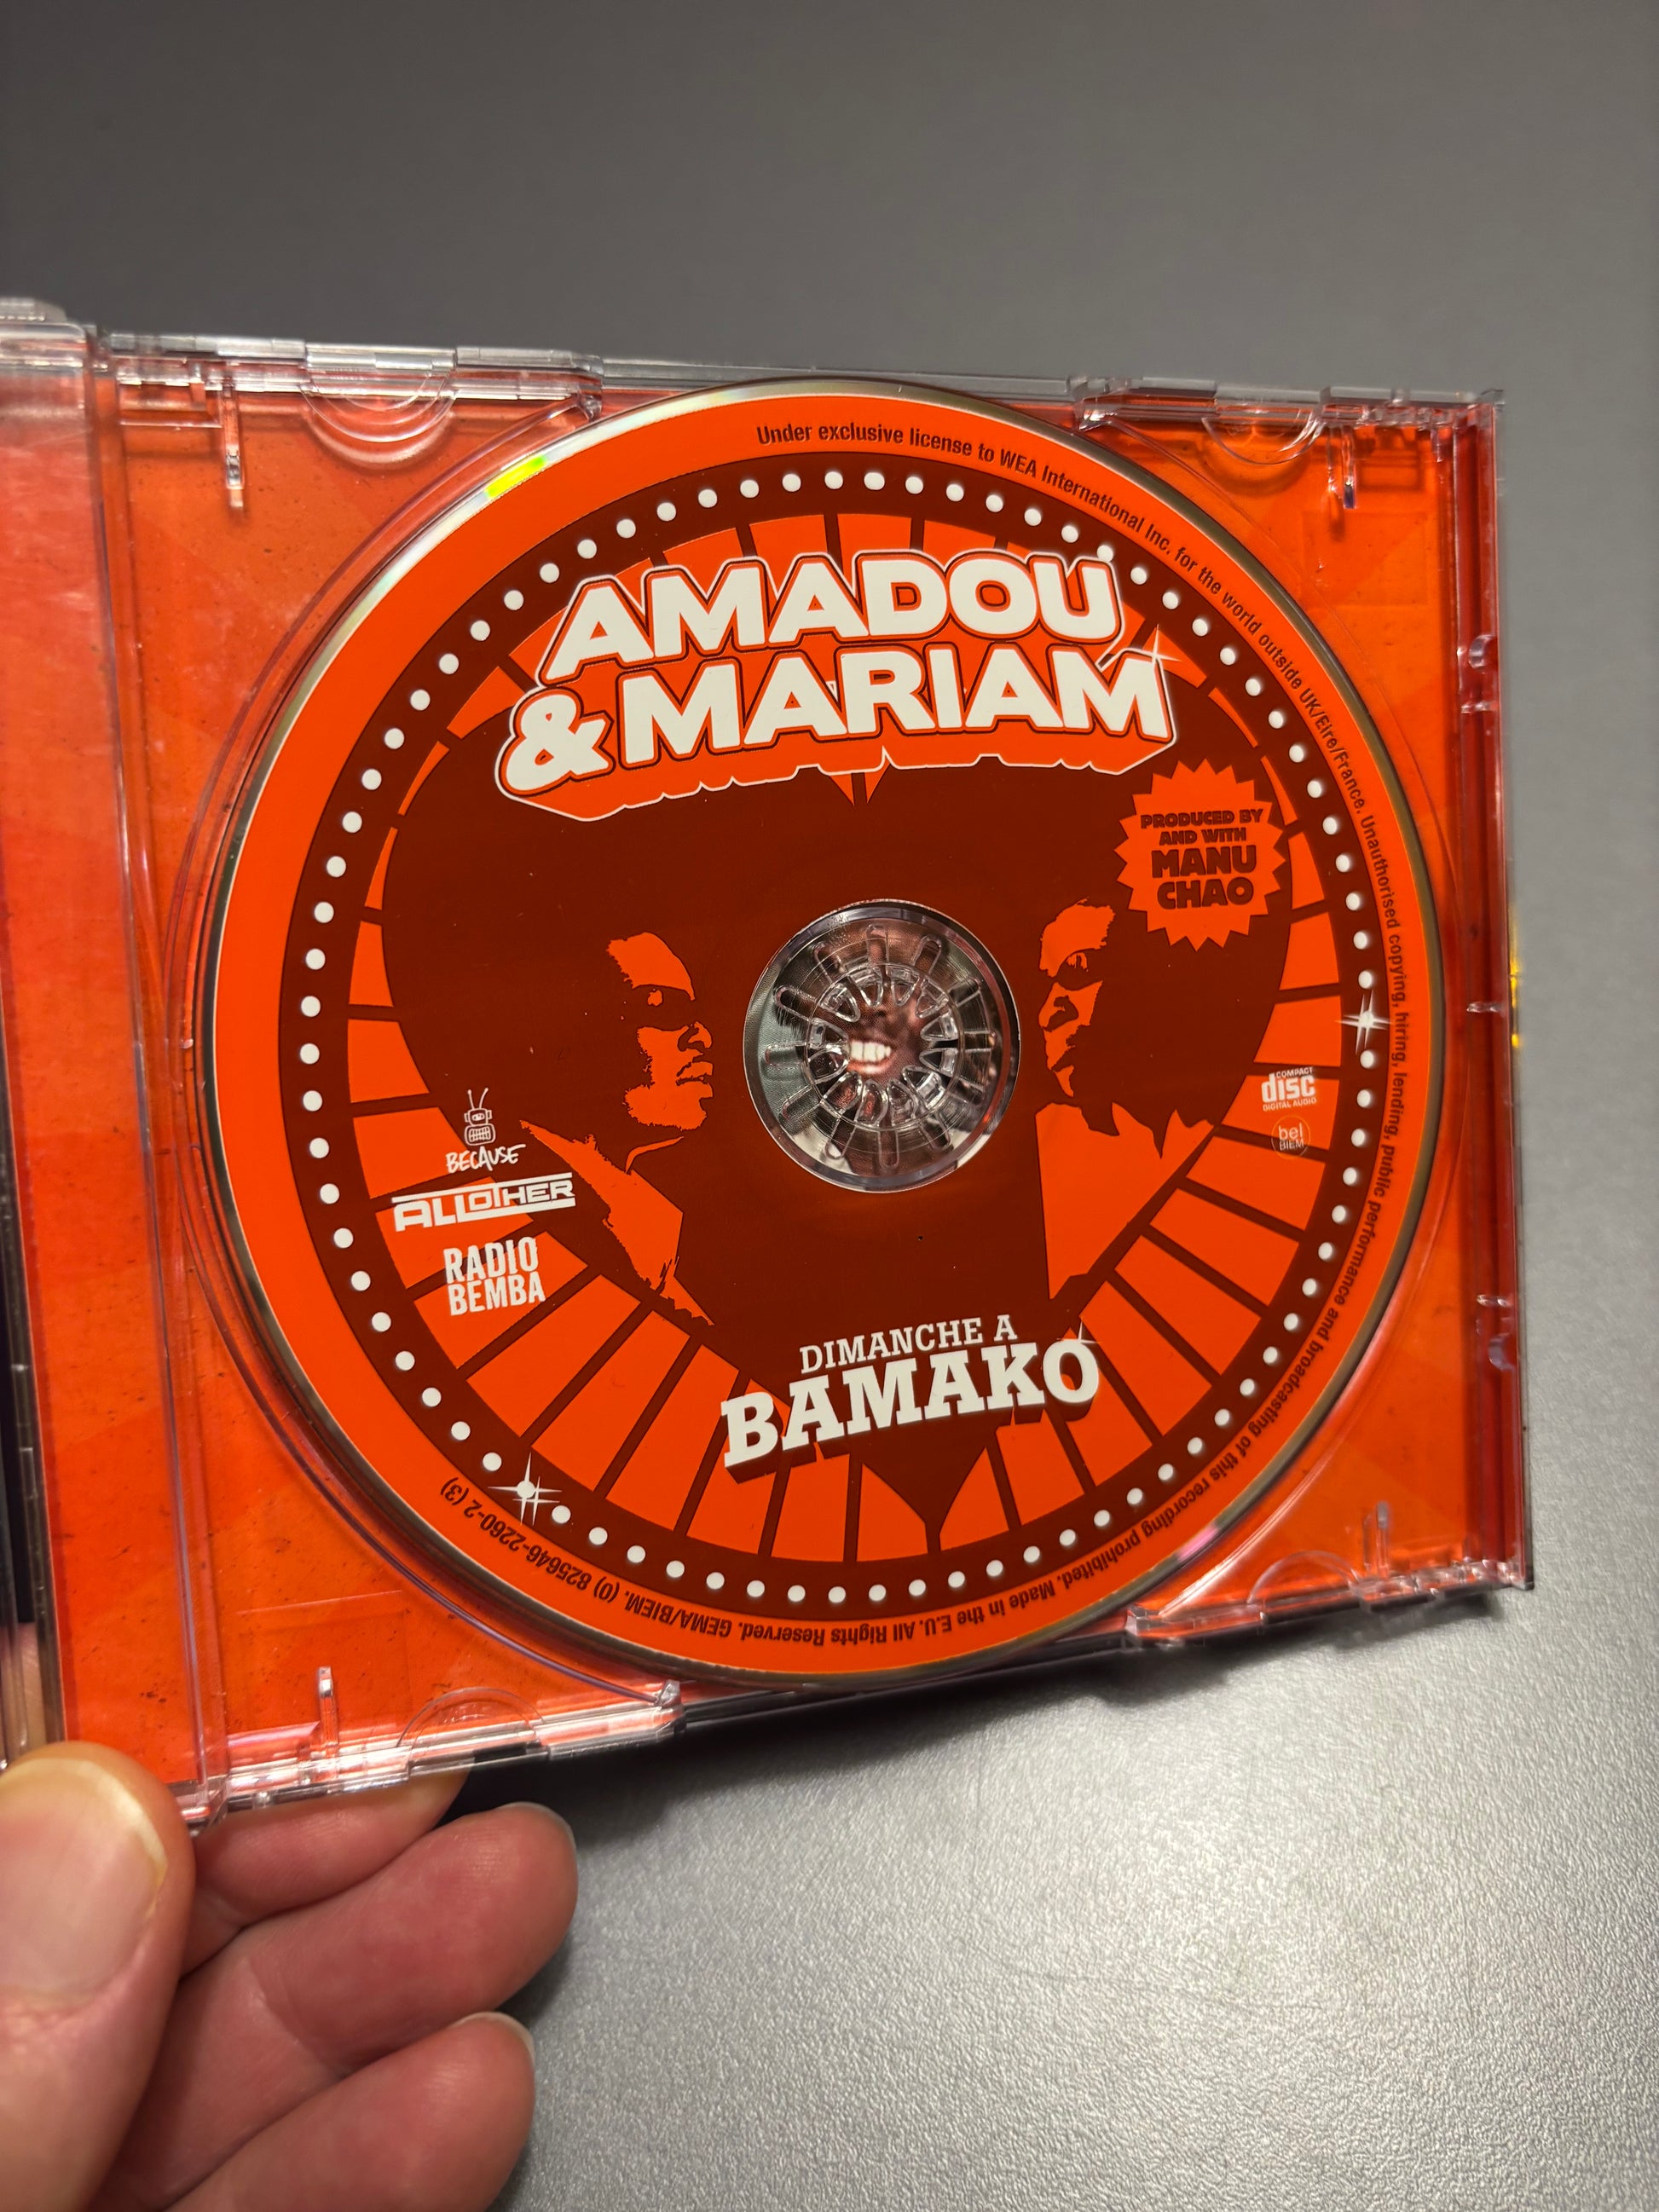 AMADOU
& MARIAM
PRODUCED BY
AND WITH
MANU
CHAO
BECAUSE
ALLOTHER
RADIO
BEMBA
COMPACT
disc
DIGITAL AUDIO
bel
BIEM
DIMANCHE A
BAMAKO
Under exclusive license to WEA International Inc. for the world outside UK/Eire/France. Unauthorised copying, hiring, lending, public performance and broadcasting of this recording prohibited. Made in the E.U. All Rights Reserved. GEMA/BIEM. (0) 825646-2260-2 (3)